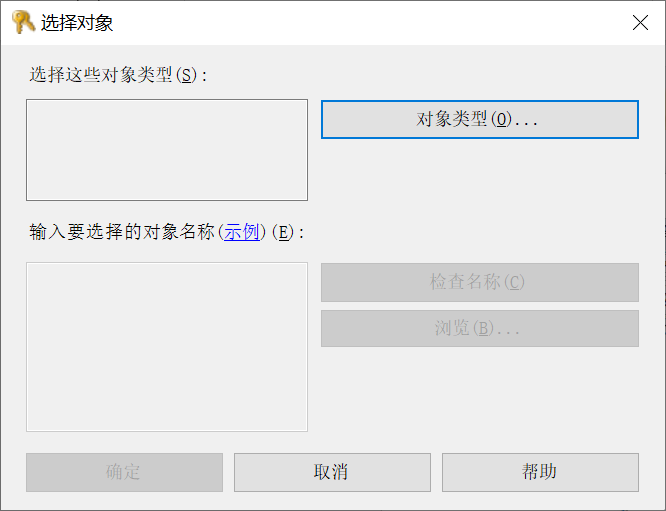 选择对象
选择这些对象类型(S):
对象类型(O)...
输入要选择的对象名称(示例)(E):
检查名称(C)
浏览(B)...
确定
取消
帮助